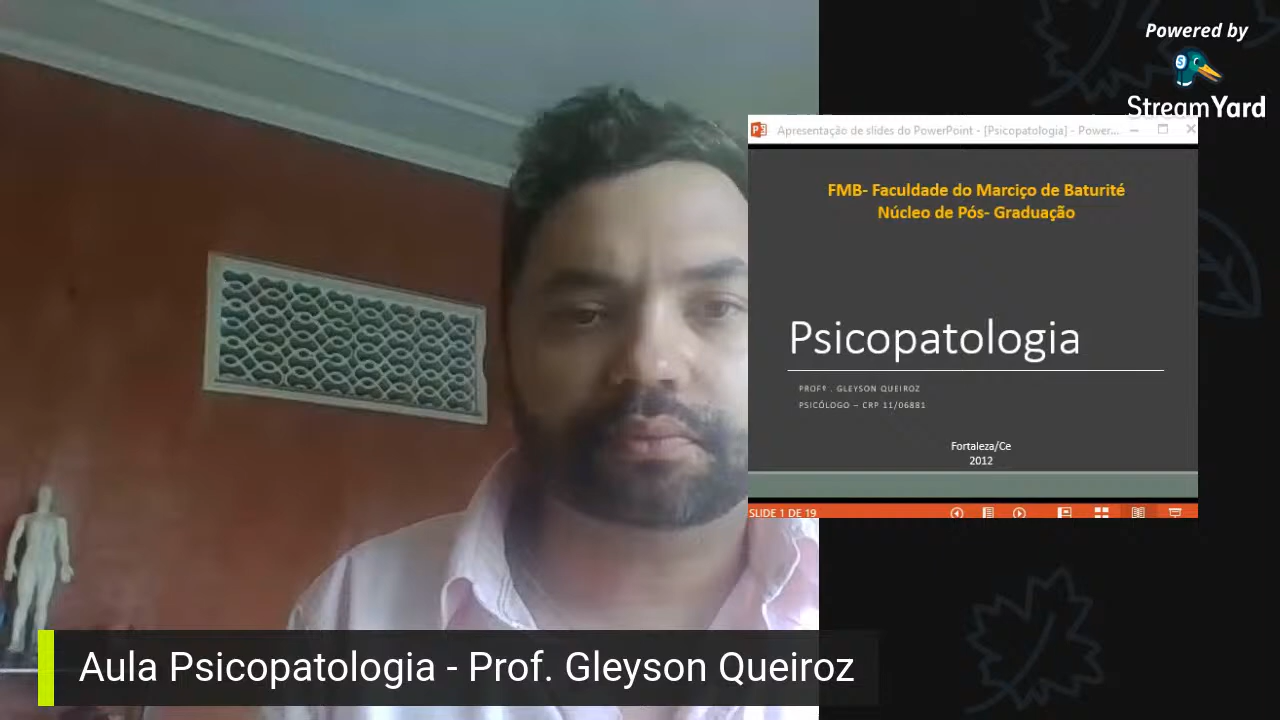 Powered by
StreamYard
Apresentação de slides do PowerPoint - [Psicopatologia] - Power...
FMB- Faculdade do Marciço de Baturité
Núcleo de Pós- Graduação
Psicopatologia
PROFº . GLEYSON QUEIROZ
PSICÓLOGO – CRP 11/06881
Fortaleza/Ce
2012
SLIDE 1 DE 19
Aula Psicopatologia - Prof. Gleyson Queiroz